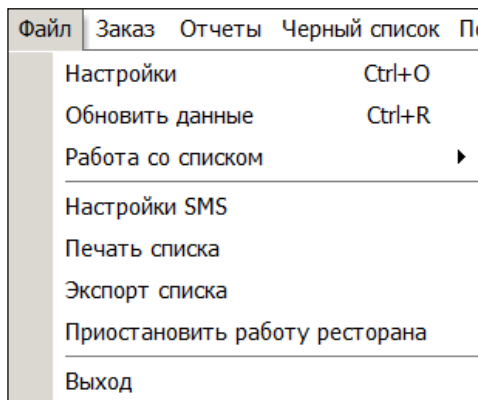 Файл Заказ Отчеты Черный список
Настройки Ctrl+O
Обновить данные Ctrl+R
Работа со списком
Настройки SMS
Печать списка
Экспорт списка
Приостановить работу ресторана
Выход